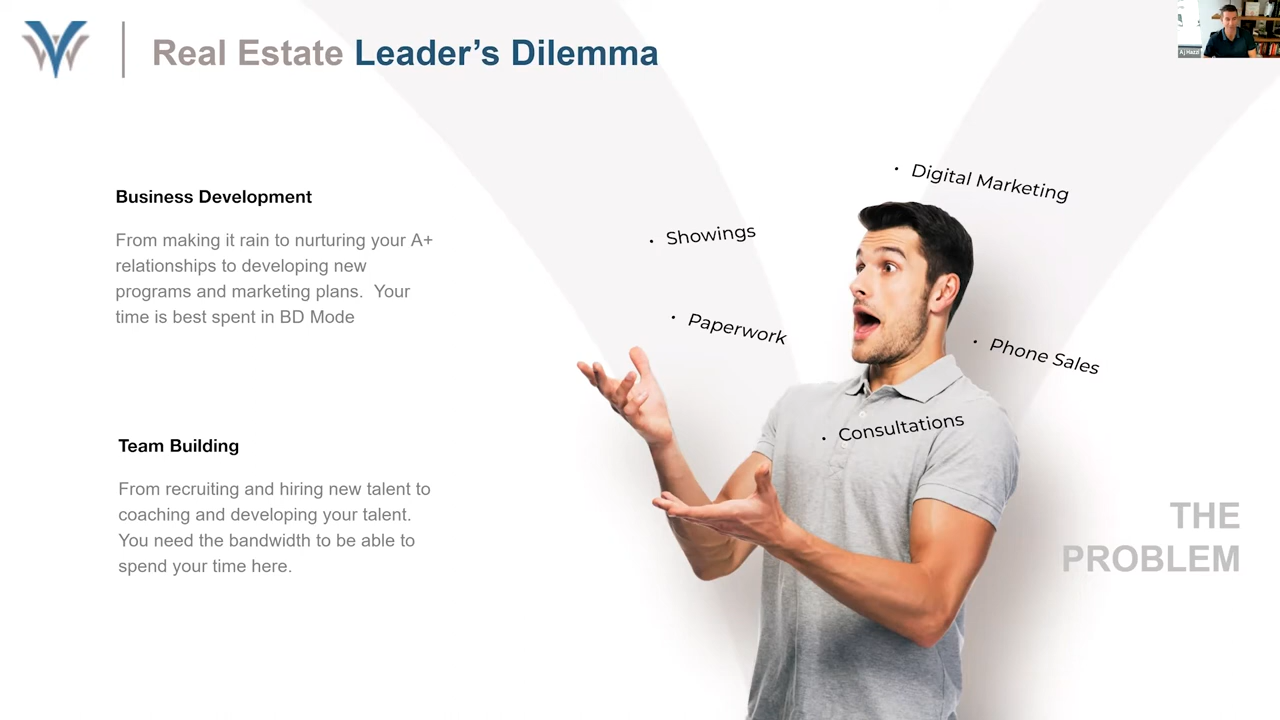 Real Estate Leader's Dilemma
Business Development
From making it rain to nurturing your A+
relationships to developing new
programs and marketing plans.  Your
time is best spent in BD Mode
Team Building
From recruiting and hiring new talent to
coaching and developing your talent.
You need the bandwidth to be able to
spend your time here.
• Digital Marketing
• Showings
• Paperwork
• Phone Sales
• Consultations
THE
PROBLEM